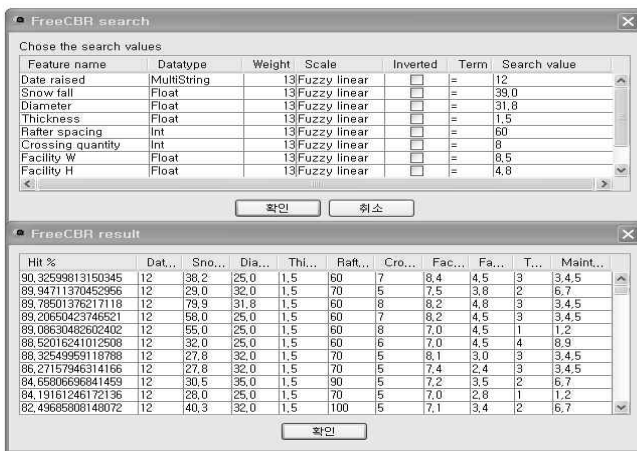 FreeCBR search
Chose the search values
Feature name Datatype Weight Scale Inverted Term Search value
Date raised MultiString 13 Fuzzy linear = 12
Snow fall Float 13 Fuzzy linear = 39,0
Diameter Float 13 Fuzzy linear = 31,8
Thickness Float 13 Fuzzy linear = 1,5
Rafter spacing Int 13 Fuzzy linear = 60
Crossing quantity Int 13 Fuzzy linear = 8
Facility W Float 13 Fuzzy linear = 8,5
Facility H Float 13 Fuzzy linear = 4,8
확인 취소
FreeCBR result
Hit % Dat... Sno... Dia... Thi... Raft... Cro... Fac... Fa... T... Maint...
90,32599813150345 12 38,2 25,0 1,5 60 7 8,4 4,5 3 3,4,5
89,94711370452956 12 29,0 32,0 1,5 70 5 7,5 3,8 2 6,7
89,78501376217118 12 79,9 31,8 1,5 60 8 8,2 4,8 3 3,4,5
89,20650423746521 12 58,0 25,0 1,5 60 7 8,2 4,5 3 3,4,5
89,08630482602402 12 55,0 25,0 1,5 60 8 7,0 4,5 1 1,2
88,52016241012508 12 32,0 25,0 1,5 60 6 7,0 4,5 4 8,9
88,32549959118788 12 27,8 32,0 1,5 70 5 8,1 3,0 3 3,4,5
86,27157946314166 12 27,8 32,0 1,5 70 5 7,4 2,4 3 3,4,5
84,65806696841459 12 30,5 35,0 1,5 90 5 7,2 3,5 2 6,7
84,19161246172136 12 28,0 25,0 1,5 70 5 7,0 2,8 1 1,2
82,49685808148072 12 40,3 32,0 1,5 100 5 7,1 3,4 2 6,7
확인